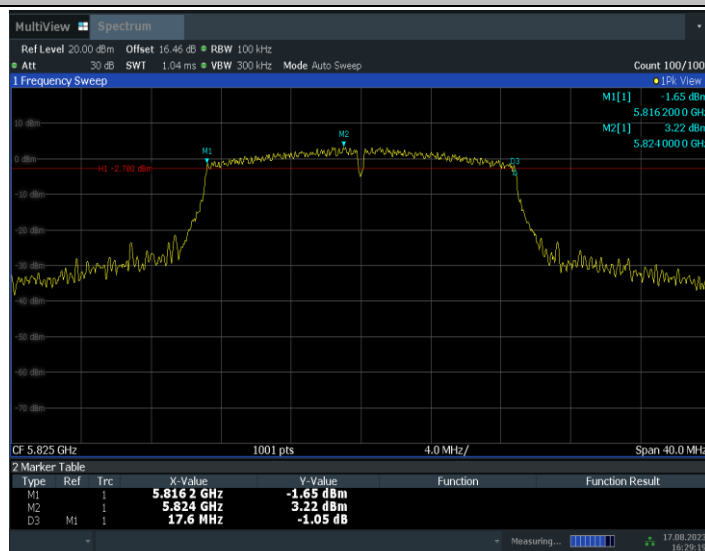 MultiView Spectrum
Ref Level 20.00 dBm Offset 16.46 dB RBW 100 kHz
Att 30 dB SWT 1.04 ms VBW 300 kHz Mode Auto Sweep Count 100/100
1 Frequency Sweep 1Pk View
M1[1] -1.65 dBm
5.816 200 0 GHz
10 dBm
M2[1] 3.22 dBm
5.824 000 0 GHz
M2
M1
0 dBm
D3
H1 -2.780 dBm
-10 dBm
-20 dBm
-30 dBm
-40 dBm
-50 dBm
-60 dBm
-70 dBm
CF 5.825 GHz 1001 pts 4.0 MHz/ Span 40.0 MHz
2 Marker Table
Type Ref Trc X-Value Y-Value Function Function Result
M1 1 5.816 2 GHz -1.65 dBm
M2 1 5.824 GHz 3.22 dBm
D3 M1 1 17.6 MHz -1.05 dB
Measuring... 17.08.2023
16:29:19